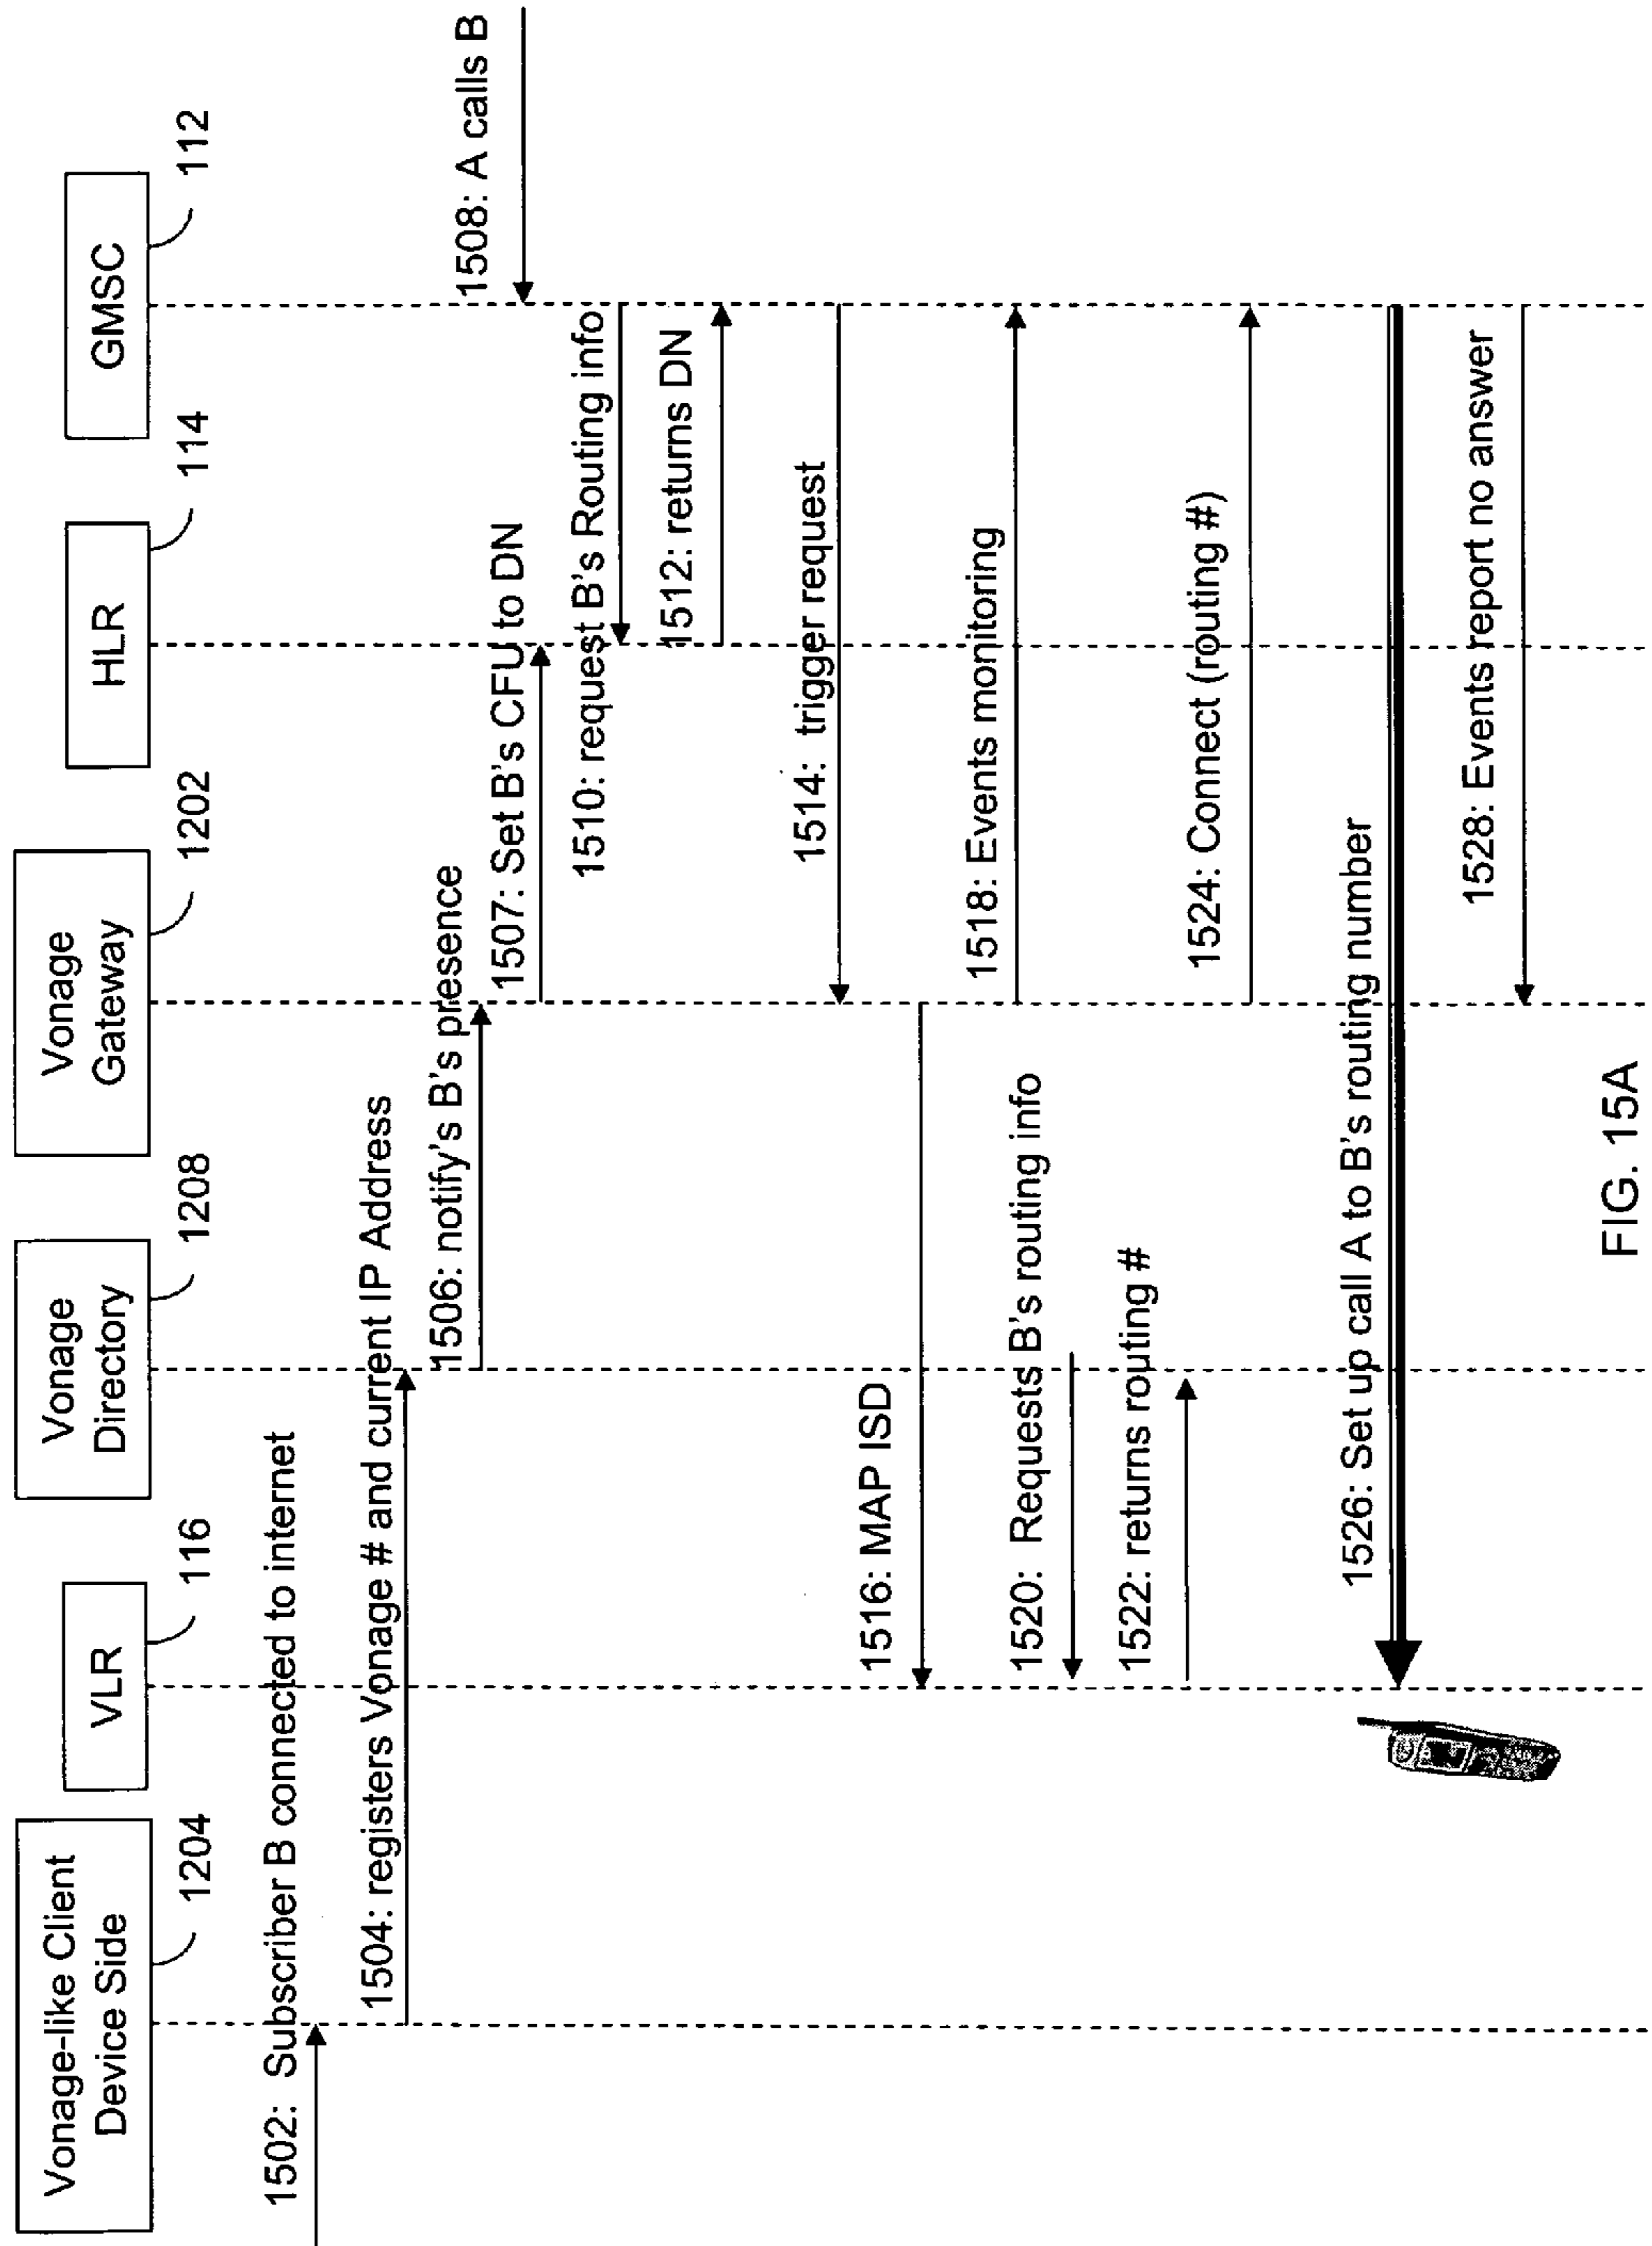 Vonage-like Client
Device Side
1204
VLR
116
Vonage
Directory
1208
Vonage
Gateway
1202
HLR
114
GMSC
112
1502: Subscriber B connected to internet
1504: registers Vonage # and current IP Address
1506: notify's B's presence
1507: Set B's CFU to DN
1508: A calls B
1510: request B's Routing info
1512: returns DN
1514: trigger request
1516: MAP ISD
1518: Events monitoring
1520: Requests B's routing info
1522: returns routing #
1524: Connect (routing #)
1526: Set up call A to B's routing number
1528: Events report no answer
FIG. 15A